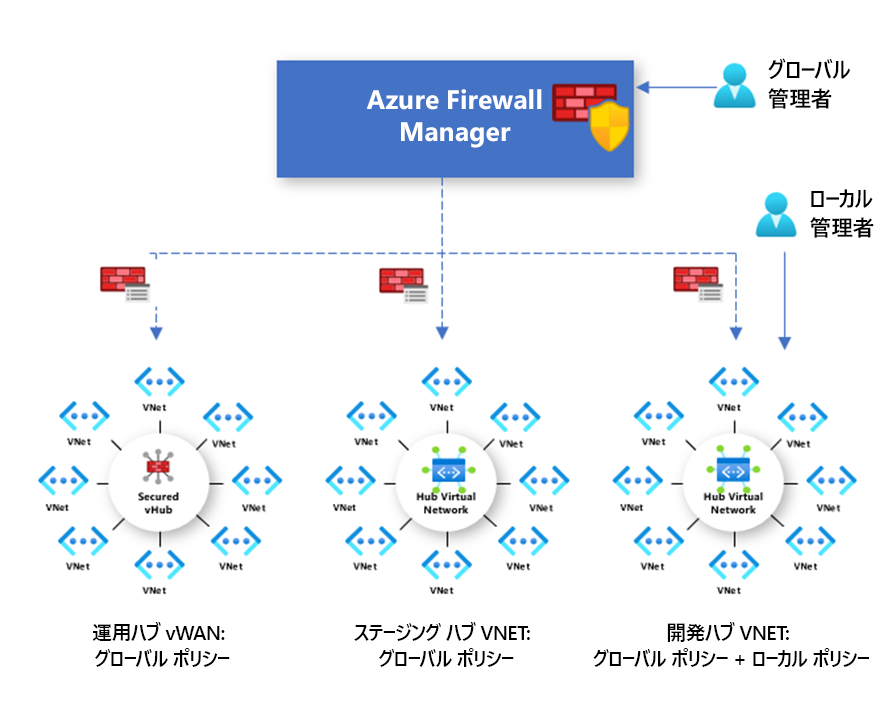 Azure Firewall
Manager
グローバル
管理者
ローカル
管理者
VNet
VNet
VNet
VNet
VNet
VNet
VNet
VNet
Secured
vHub
VNet
VNet
VNet
VNet
VNet
VNet
VNet
VNet
Hub Virtual
Network
VNet
VNet
VNet
VNet
VNet
VNet
VNet
VNet
Hub Virtual
Network
運用ハブ vWAN:
グローバル ポリシー
ステージング ハブ VNET:
グローバル ポリシー
開発ハブ VNET:
グローバル ポリシー + ローカル ポリシー